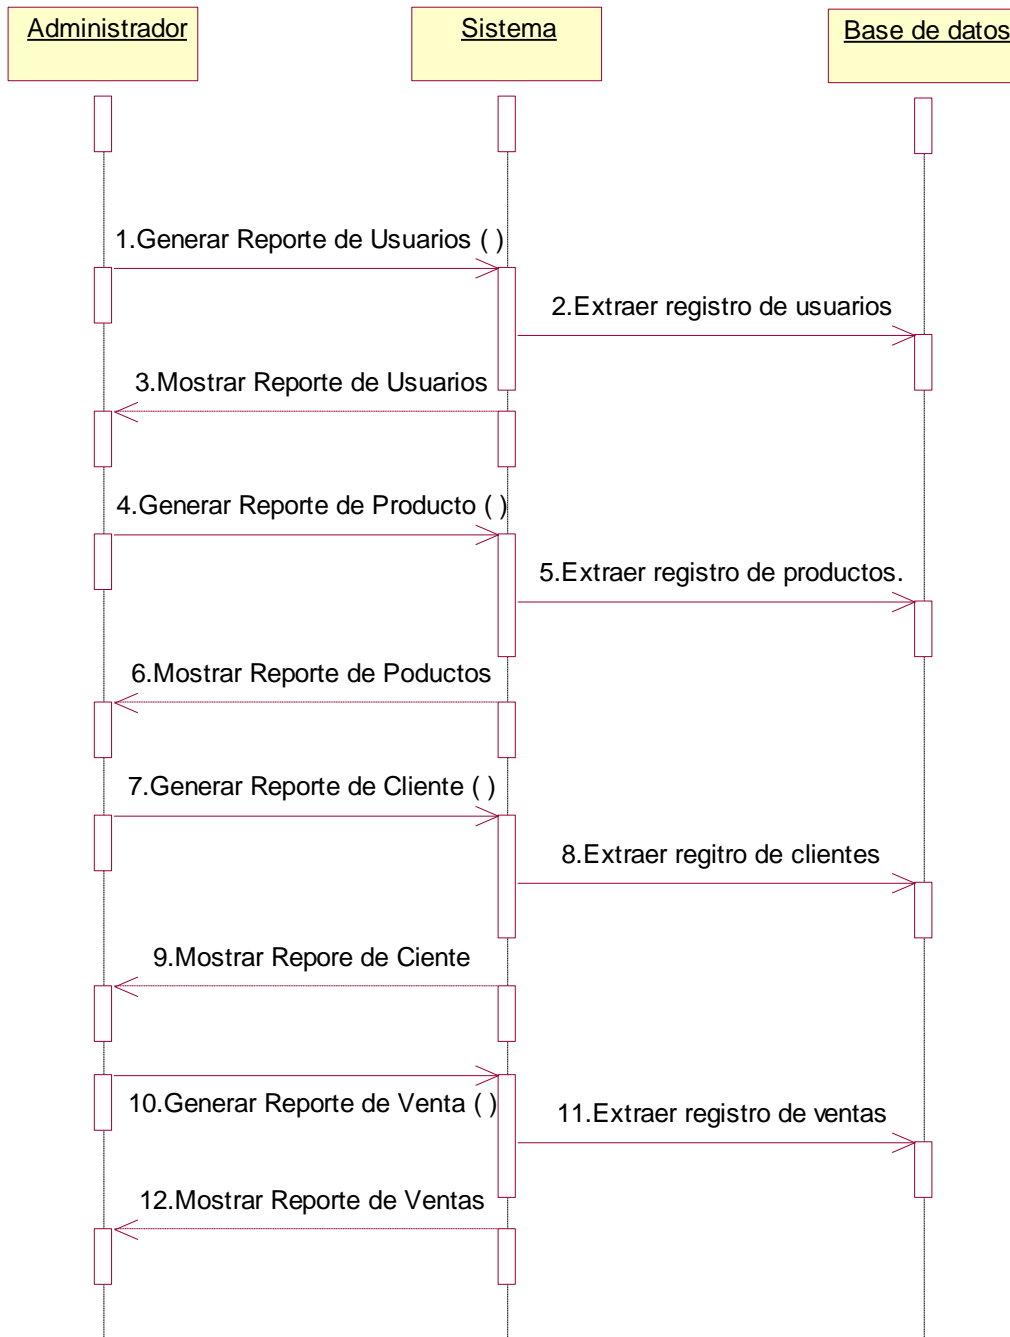 Administrador
Sistema
Base de datos
1.Generar Reporte de Usuarios ( )
2.Extraer registro de usuarios
3.Mostrar Reporte de Usuarios
4.Generar Reporte de Producto ( )
5.Extraer registro de productos.
6.Mostrar Reporte de Poductos
7.Generar Reporte de Cliente ( )
8.Extraer regitro de clientes
9.Mostrar Repore de Ciente
10.Generar Reporte de Venta ( )
11.Extraer registro de ventas
12.Mostrar Reporte de Ventas